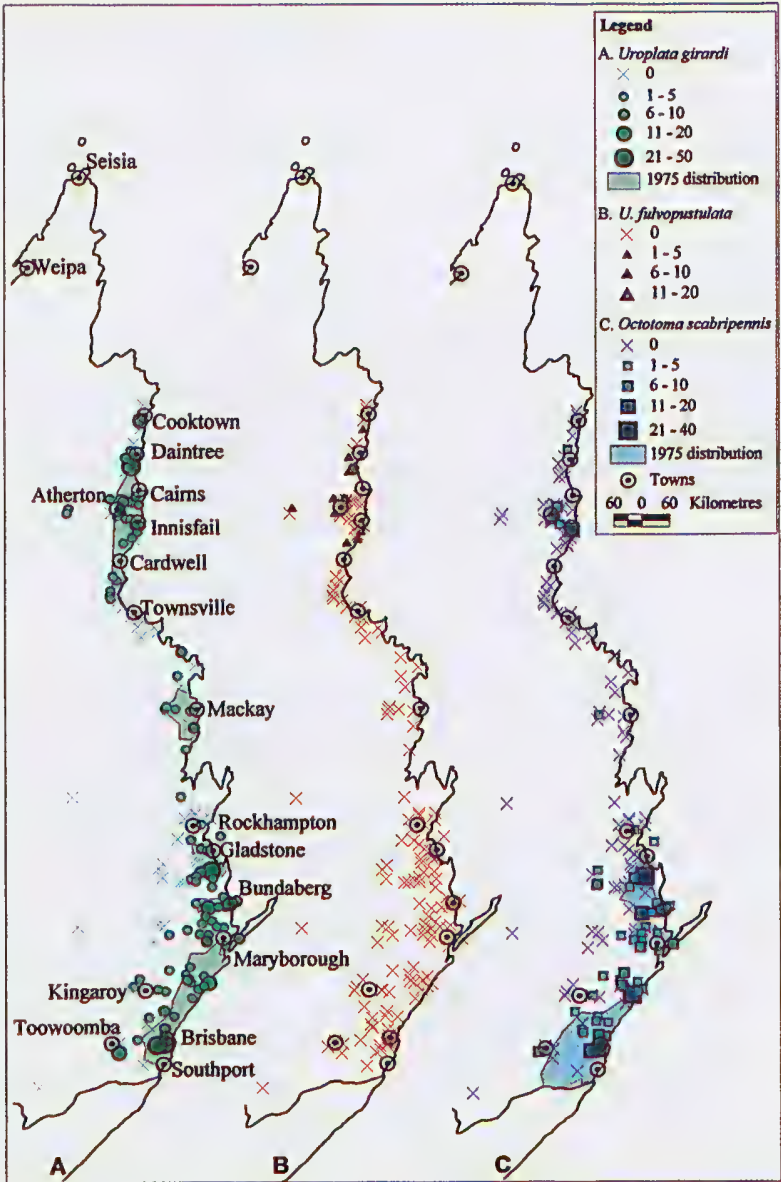 Legend
A. Uroplata girardi
0
1 - 5
6 - 10
11 - 20
21 - 50
1975 distribution
B. U. fulvopustulata
0
1 - 5
6 - 10
11 - 20
C. Octotoma scabripennis
0
1 - 5
6 - 10
11 - 20
21 - 40
1975 distribution
Towns
60 0 60 Kilometres
Seisia
Weipa
Cooktown
Daintree
Atherton
Cairns
Innisfail
Cardwell
Townsville
Mackay
Rockhampton
Gladstone
Bundaberg
Maryborough
Kingaroy
Toowoomba
Brisbane
Southport
A
B
C